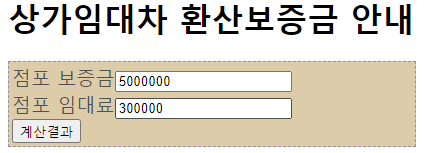 상가임대차 환산보증금 안내
점포 보증금 5000000
점포 임대료 300000
계산결과